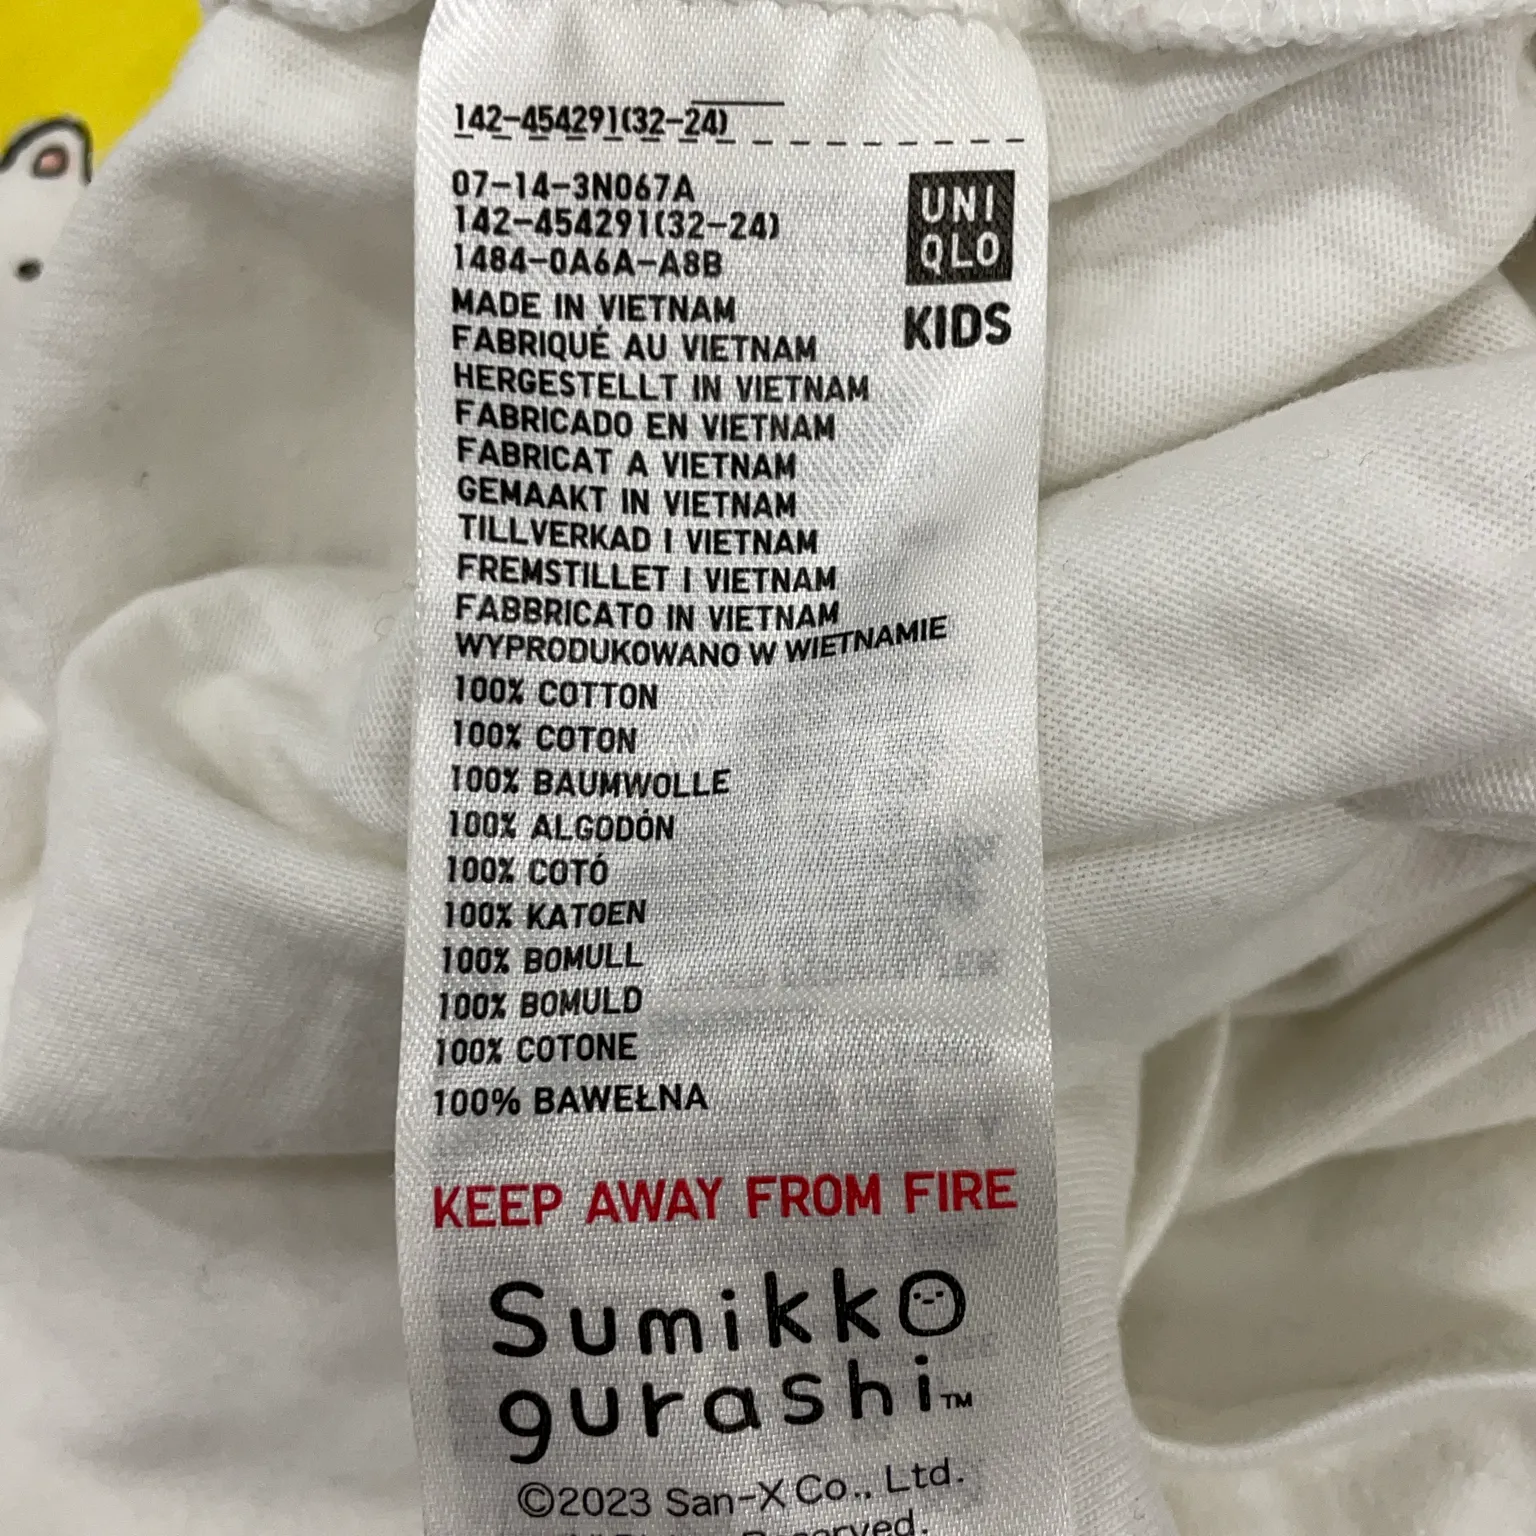 142-454291(32-24)
07-14-3N067A
142-454291(32-24)
1484-0A6A-A8B
UNI
QLO
KIDS
MADE IN VIETNAM
FABRIQUÉ AU VIETNAM
HERGESTELLT IN VIETNAM
FABRICADO EN VIETNAM
FABRICAT A VIETNAM
GEMAAKT IN VIETNAM
TILLVERKAD I VIETNAM
FREMSTILLET I VIETNAM
FABBRICATO IN VIETNAM
WYPRODUKOWANO W WIETNAMIE
100% COTTON
100% COTON
100% BAUMWOLLE
100% ALGODÓN
100% COTÓ
100% KATOEN
100% BOMULL
100% BOMULD
100% COTONE
100% BAWEŁNA
KEEP AWAY FROM FIRE
Sumikko
gurashi™
©2023 San-X Co., Ltd.
Reserved.